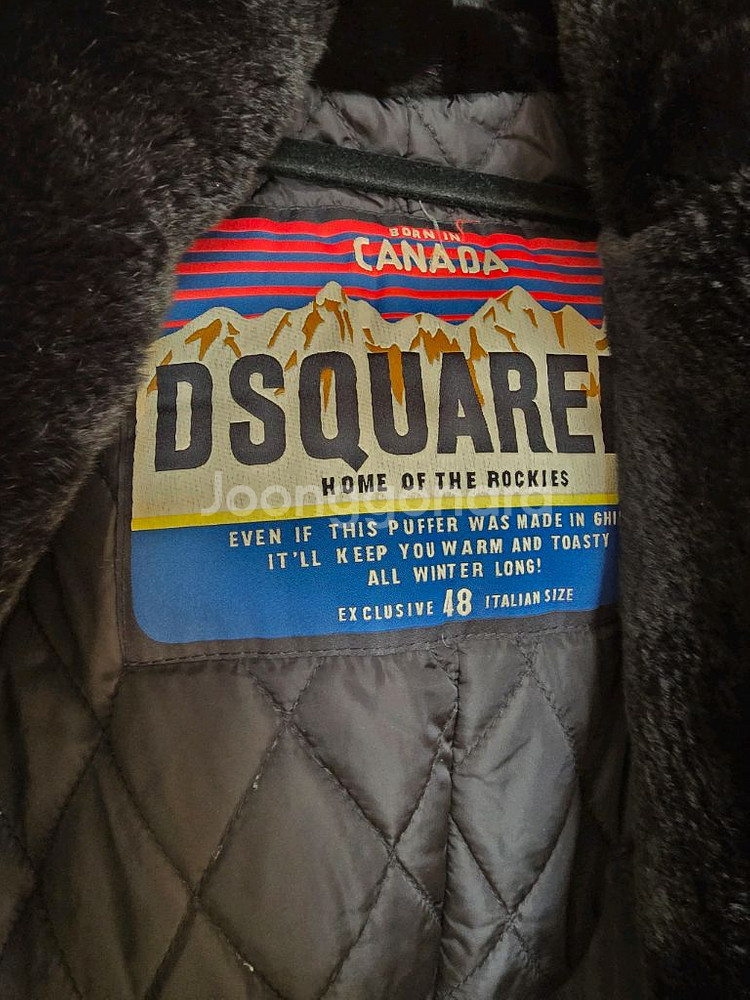 BORN IN
CANADA
DSQUARE
HOME OF THE ROCKIES
Joonggonara
EVEN IF THIS PUFFER WAS MADE IN
IT'LL KEEP YOU WARM AND TOASTY
ALL WINTER LONG!
EXCLUSIVE 48 ITALIAN SIZE